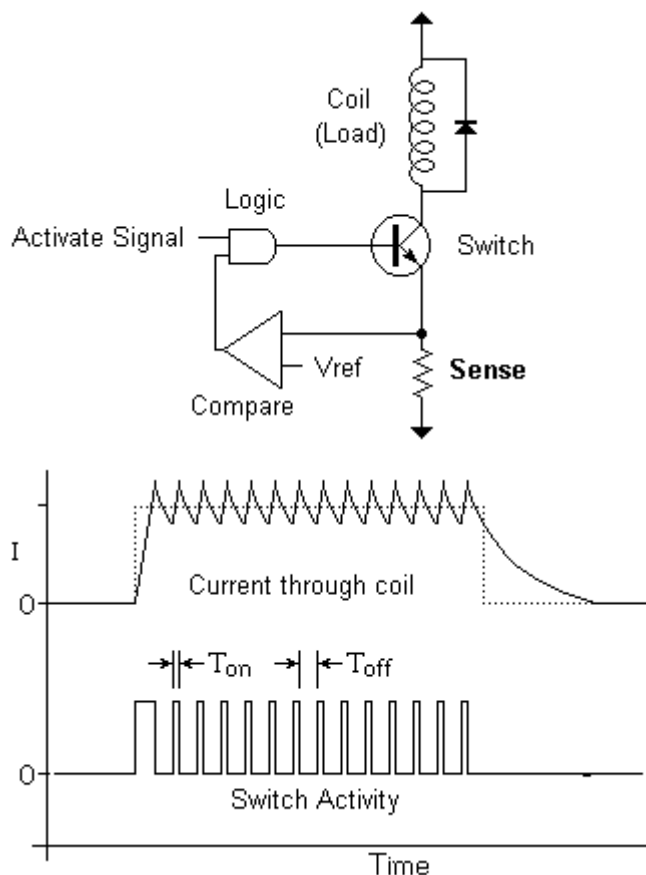 Coil
(Load)
Logic
Activate Signal
Switch
Vref
Sense
Compare
I
Current through coil
0
Ton
Toff
0
Switch Activity
Time